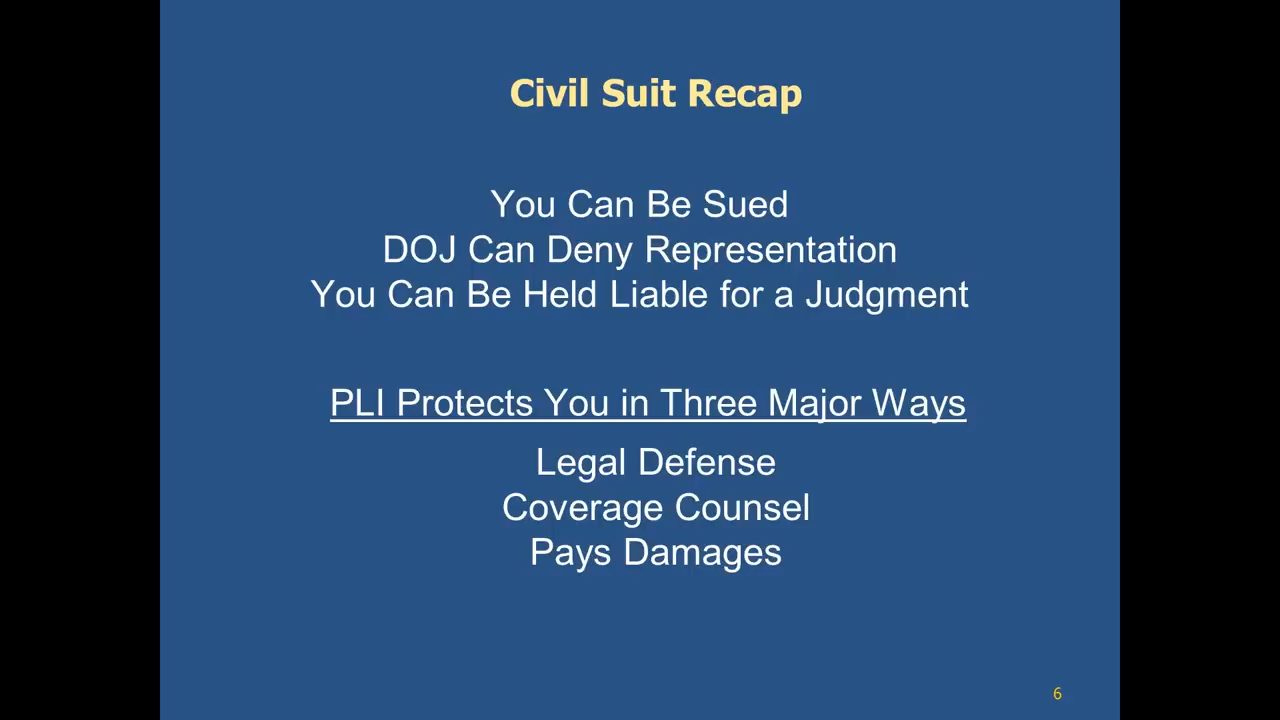 Civil Suit Recap
You Can Be Sued
DOJ Can Deny Representation
You Can Be Held Liable for a Judgment
PLI Protects You in Three Major Ways
Legal Defense
Coverage Counsel
Pays Damages
6